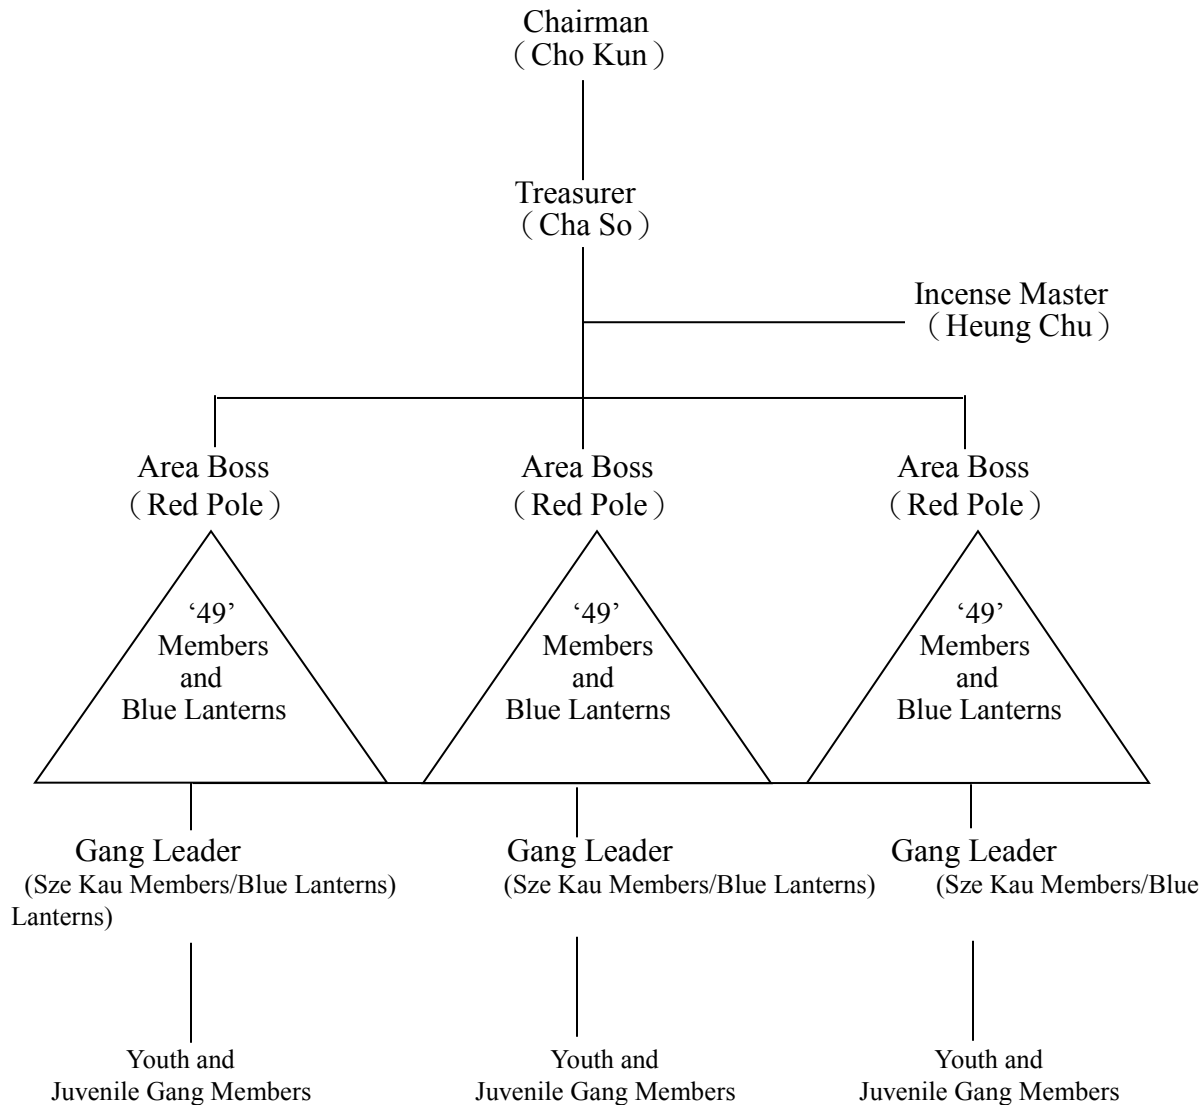 Chairman
（Cho Kun）
Treasurer
（Cha So）
Incense Master
（Heung Chu）
Area Boss
（Red Pole）
Area Boss
（Red Pole）
Area Boss
（Red Pole）
‘49’
Members
and
Blue Lanterns
‘49’
Members
and
Blue Lanterns
‘49’
Members
and
Blue Lanterns
Gang Leader Gang Leader Gang Leader
(Sze Kau Members/Blue Lanterns) (Sze Kau Members/Blue Lanterns) (Sze Kau Members/Blue
Lanterns)
Youth and
Juvenile Gang Members
Youth and
Juvenile Gang Members
Youth and
Juvenile Gang Members